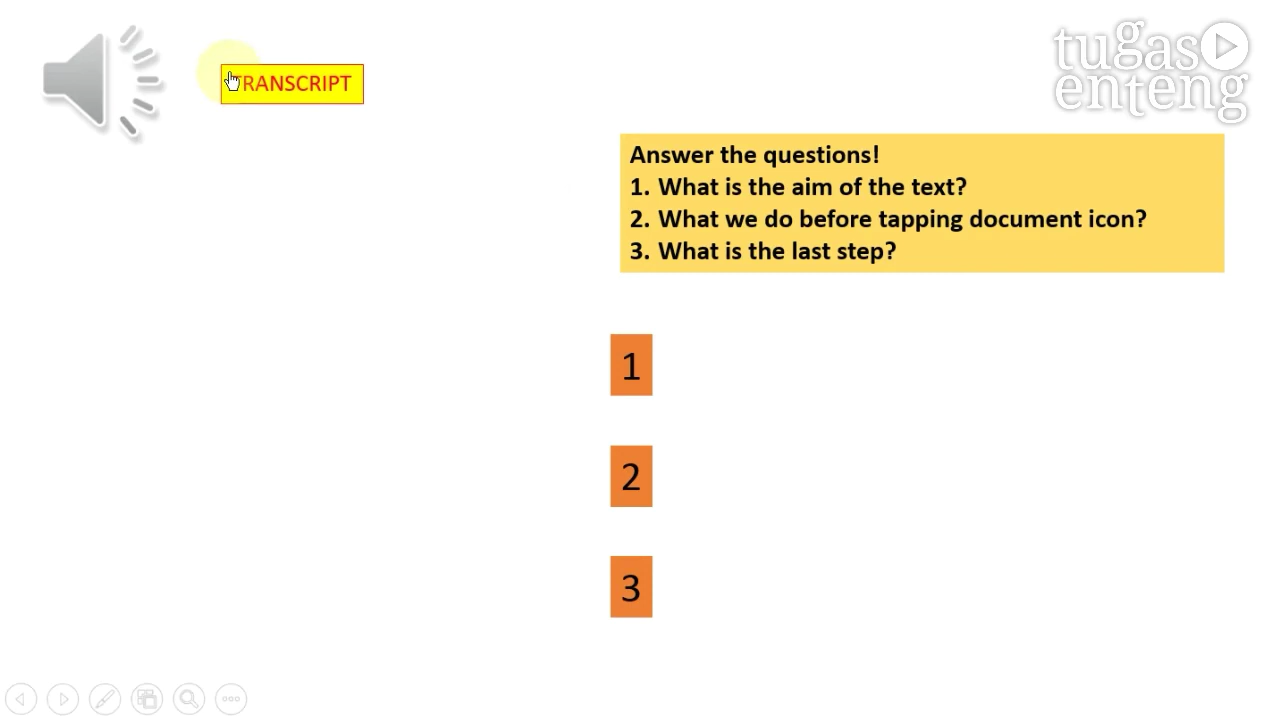 TRANSCRIPT
tugas
enteng
Answer the questions!
1. What is the aim of the text?
2. What we do before tapping document icon?
3. What is the last step?
1
2
3